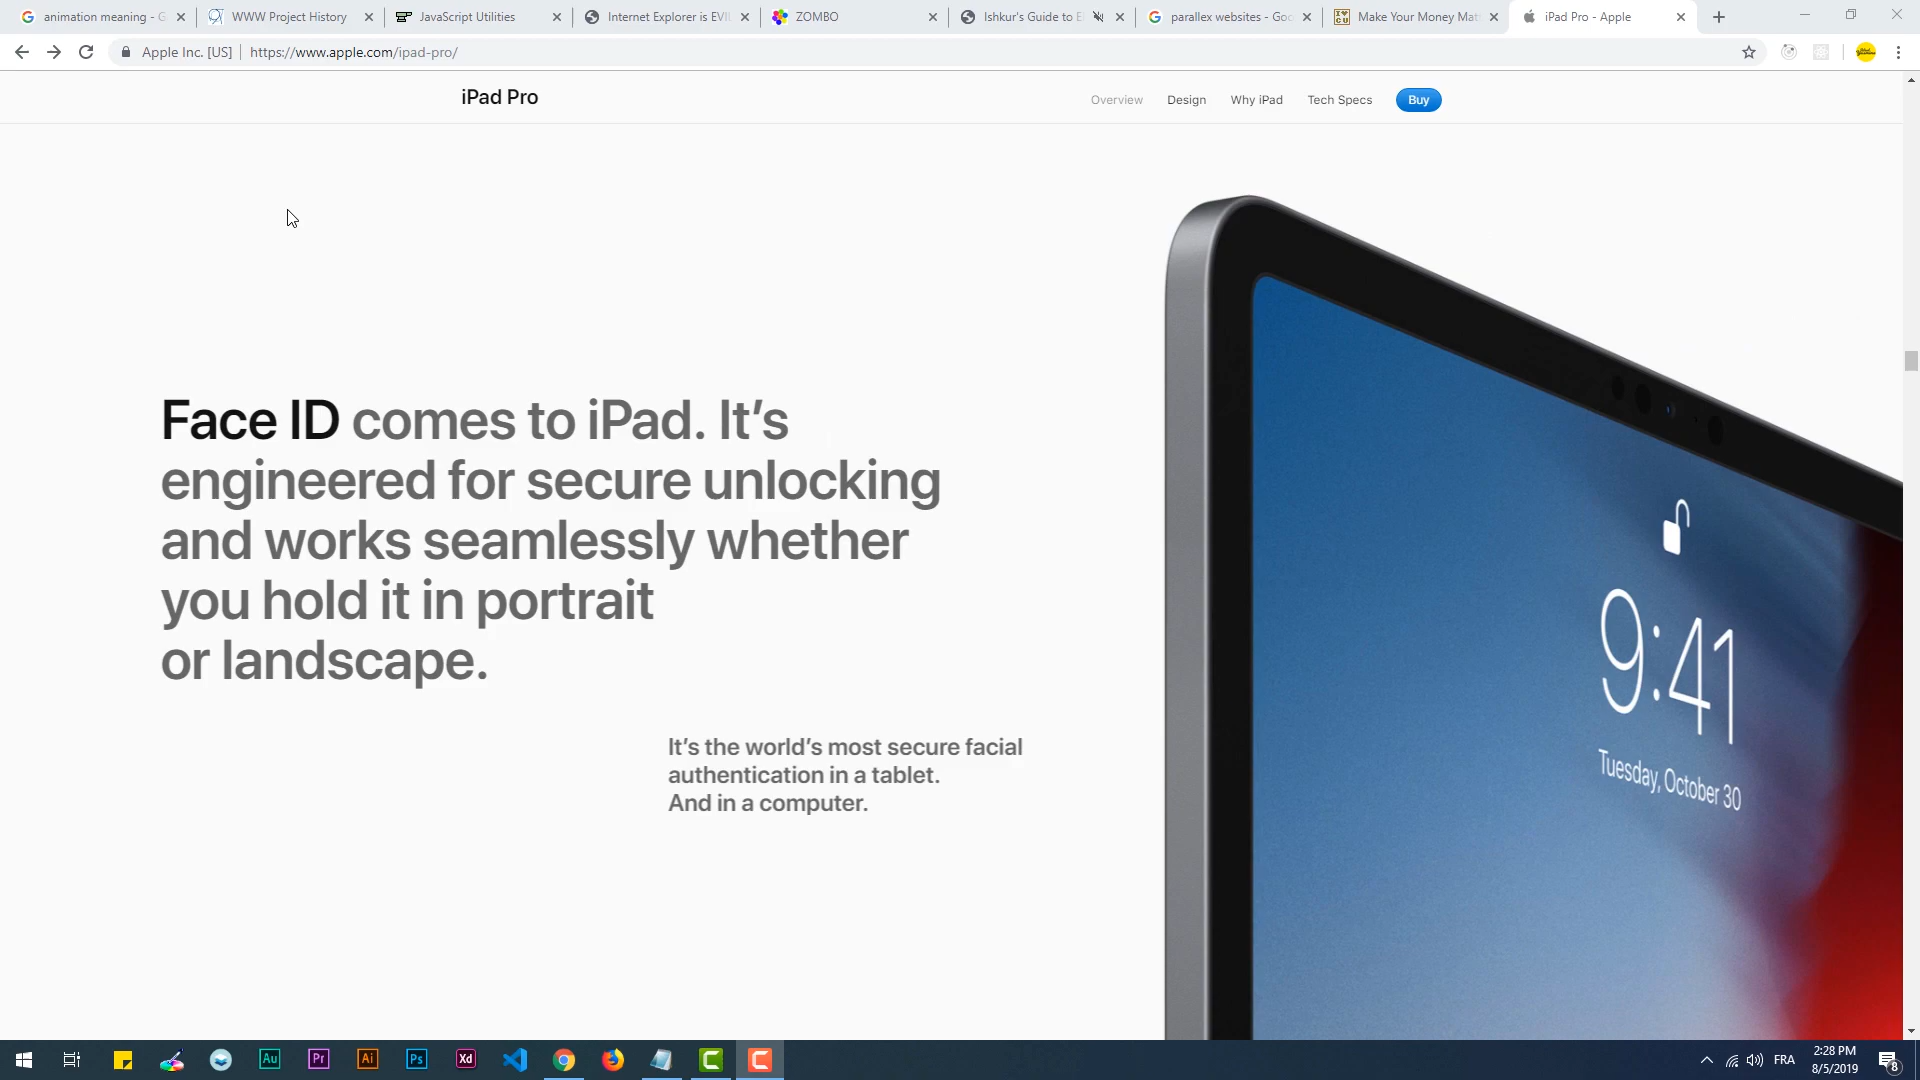 animation meaning - G
WWW Project History
JavaScript Utilities
Internet Explorer is EVIL
ZOMBO
Ishkur's Guide to E
parallex websites - Goo
Make Your Money Mat
iPad Pro - Apple
Apple Inc. [US]
https://www.apple.com/ipad-pro/
iPad Pro
Overview
Design
Why iPad
Tech Specs
Buy
Face ID comes to iPad. It's
engineered for secure unlocking
and works seamlessly whether
you hold it in portrait
or landscape.
It's the world's most secure facial
authentication in a tablet.
And in a computer.
9:41
Tuesday, October 30
Au
Pr
Ai
Ps
Xd
FRA
2:28 PM
8/5/2019
8